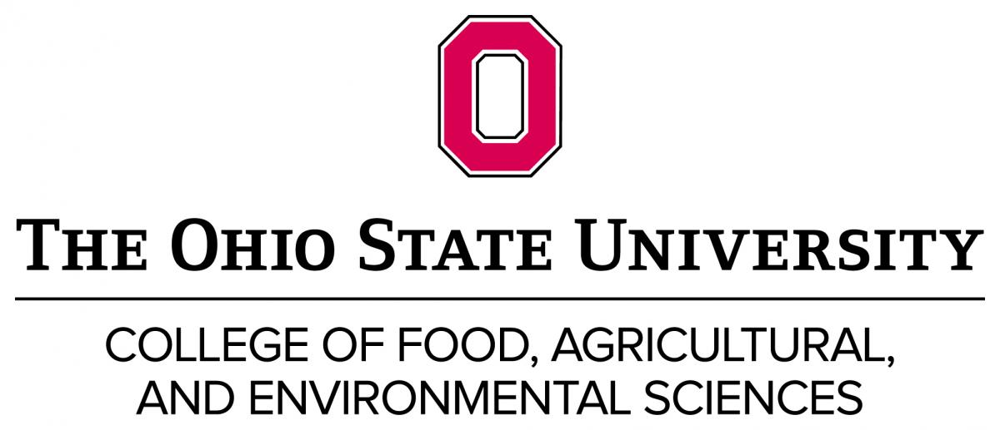 O
THE OHIO STATE UNIVERSITY
COLLEGE OF FOOD, AGRICULTURAL,
AND ENVIRONMENTAL SCIENCES